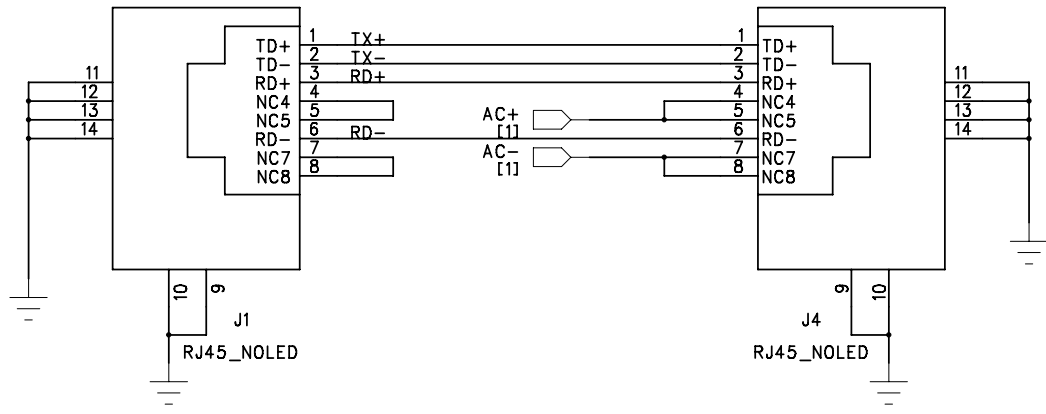 TD+ 1 TX+ 1 TD+
TD- 2 TX- 2 TD-
11 RD+ 3 RD+ 3 RD+ 11
12 NC4 4 4 NC4 12
13 NC5 5 AC+ 5 NC5 13
[1]
14 RD- 6 RD- 6 RD- 14
NC7 7 AC- 7 NC7
[1]
NC8 8 8 NC8
10 9 9 10
J1 J4
RJ45_NOLED RJ45_NOLED